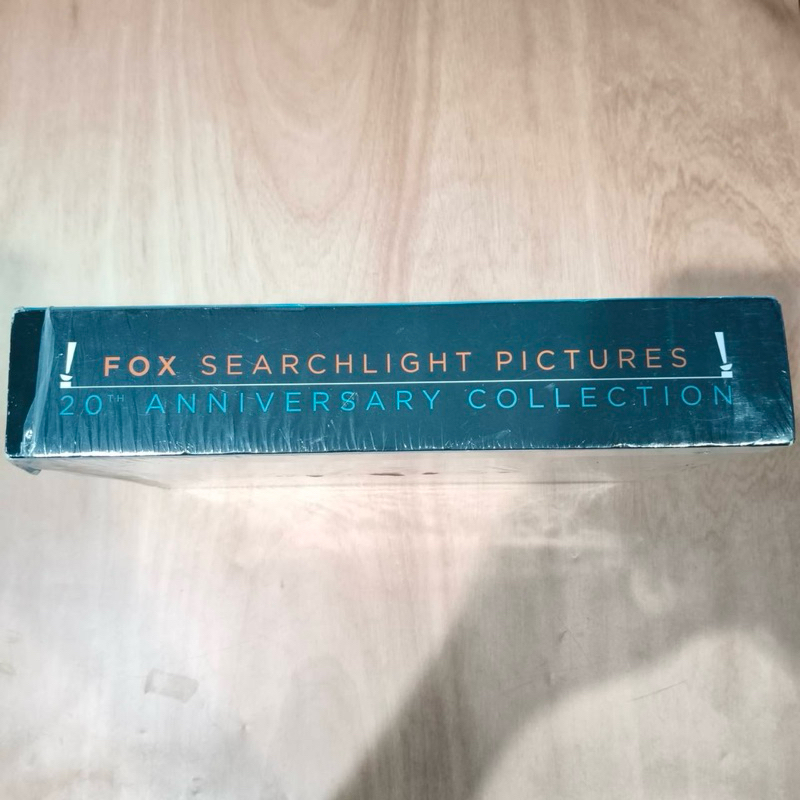 FOX SEARCHLIGHT PICTURES
20TH ANNIVERSARY COLLECTION